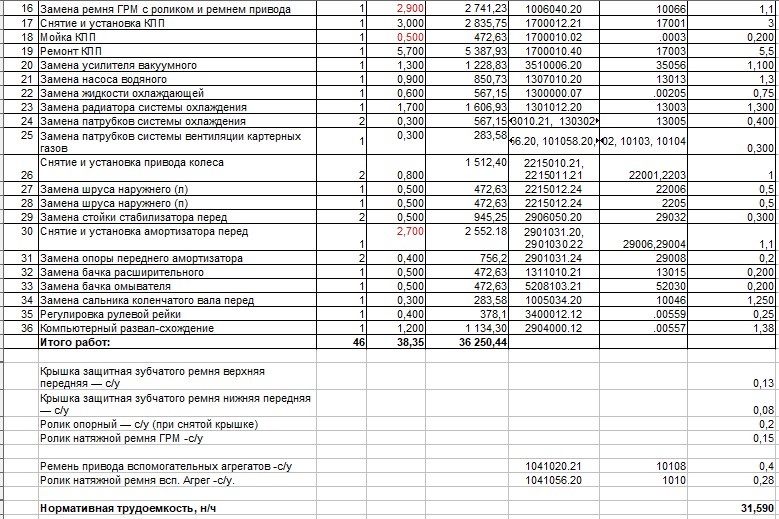 16 Замена ремня ГРМ с роликом и ремнем привода 1 2,900 2 741,23 1006040.20 10066 1,1
17 Снятие и установка КПП 1 3,000 2 835,75 1700012.21 17001 3
18 Мойка КПП 1 0,500 472,63 1700010.02 .0003 0,200
19 Ремонт КПП 1 5,700 5 387,93 1700010.40 17003 5,5
20 Замена усилителя вакуумного 1 1,300 1 228,83 3510006.20 35056 1,100
21 Замена насоса водяного 1 0,900 850,73 1307010.20 13013 1,3
22 Замена жидкости охлаждающей 1 0,600 567,15 1300000.07 .00205 0,75
23 Замена радиатора системы охлаждения 1 1,700 1 606,93 1301012.20 13003 1,300
24 Замена патрубков системы охлаждения 2 0,300 567,15 3010.21, 130302 13005 0,400
25 Замена патрубков системы вентиляции картерных
газов 1 0,300 283,58 66.20, 101058.20, 02, 10103, 10104 0,300
Снятие и установка привода колеса 1 512,40 2215010.21,
26 2 0,800 2215011.21 22001,2203 1
27 Замена шруса наружнего (л) 1 0,500 472,63 2215012.24 22006 0,5
28 Замена шруса наружнего (п) 1 0,500 472,63 2215012.24 2205 0,5
29 Замена стойки стабилизатора перед 2 0,500 945,25 2906050.20 29032 0,300
30 Снятие и установка амортизатора перед 2,700 2 552.18 2901031.20,
1 2901030.22 29006,29004 1,1
31 Замена опоры переднего амортизатора 2 0,400 756,2 2901031.24 29008 0,2
32 Замена бачка расширительного 1 0,500 472,63 1311010.21 13015 0,200
33 Замена бачка омывателя 1 0,500 472,63 5208103.21 52030 0,200
34 Замена сальника коленчатого вала перед 1 0,300 283,58 1005034.20 10046 1,250
35 Регулировка рулевой рейки 1 0,400 378,1 3400012.12 .00559 0,25
36 Компьютерный развал-схождение 1 1,200 1 134,30 2904000.12 .00557 1,38
Итого работ: 46 38,35 36 250,44
Крышка защитная зубчатого ремня верхняя
передняя — с/у 0,13
Крышка защитная зубчатого ремня нижняя передняя
— с/у 0,08
Ролик опорный — с/у (при снятой крышке) 0,2
Ролик натяжной ремня ГРМ -с/у 0,15
Ремень привода вспомогательных агрегатов -с/у 1041020.21 10108 0,4
Ролик натяжной ремня всп. Агрег -с/у. 1041056.20 1010 0,28
Нормативная трудоемкость, н/ч 31,590